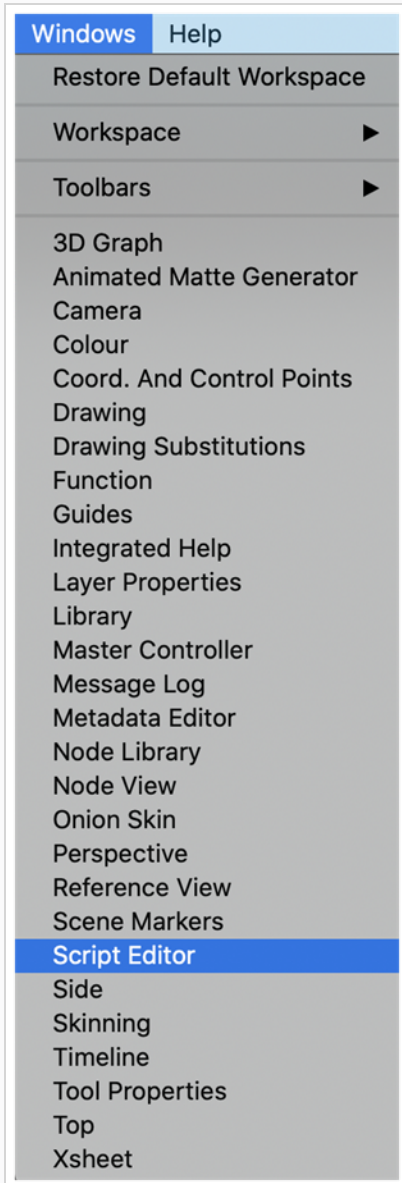 Windows Help
Restore Default Workspace
Workspace
Toolbars
3D Graph
Animated Matte Generator
Camera
Colour
Coord. And Control Points
Drawing
Drawing Substitutions
Function
Guides
Integrated Help
Layer Properties
Library
Master Controller
Message Log
Metadata Editor
Node Library
Node View
Onion Skin
Perspective
Reference View
Scene Markers
Script Editor
Side
Skinning
Timeline
Tool Properties
Top
Xsheet